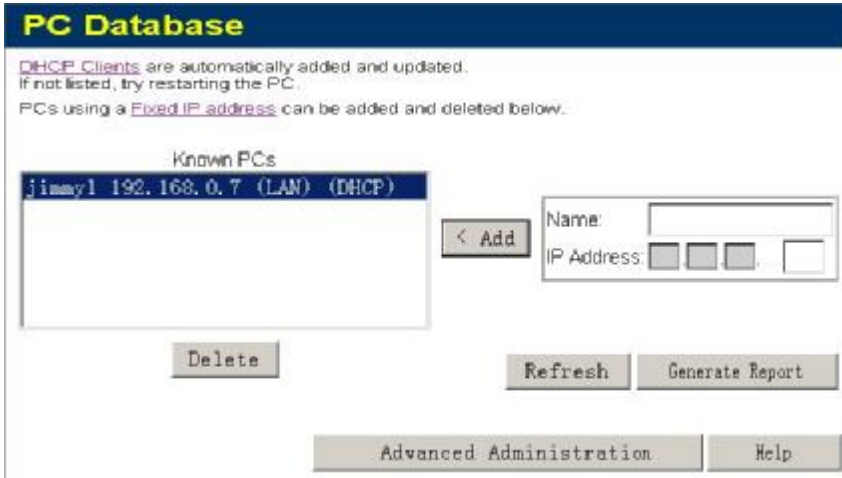 PC Database
DHCP Clients are automatically added and updated.
If not listed, try restarting the PC.
PCs using a Fixed IP address can be added and deleted below.
Known PCs
jimmy1 192.168.0.7 (LAN) (DHCP)
< Add
Name:
IP Address: . . .
Delete
Refresh
Generate Report
Advanced Administration
Help